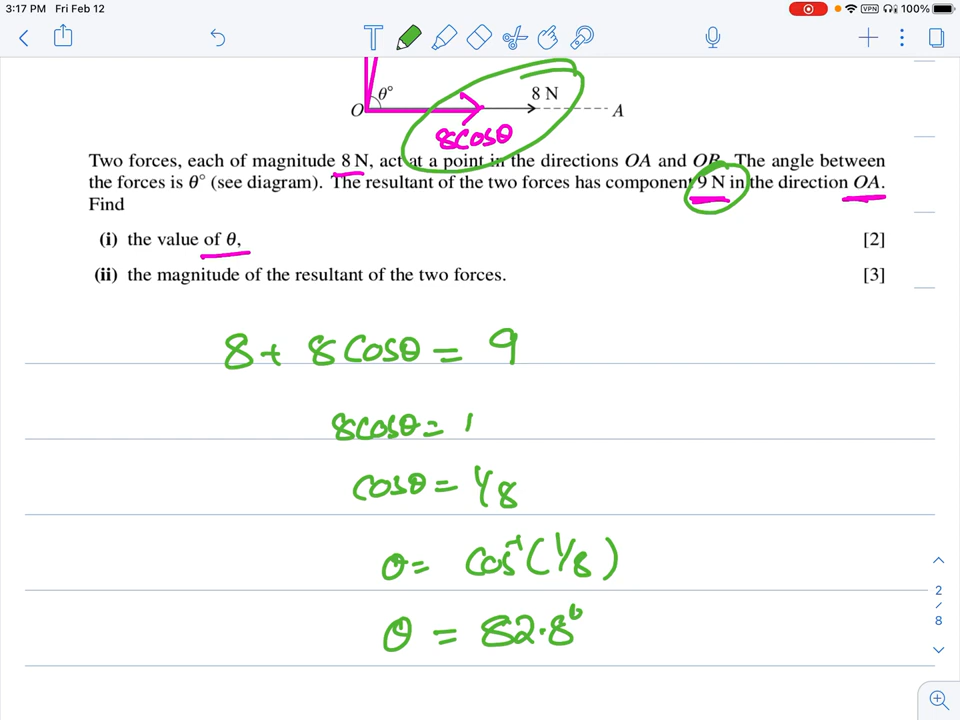 3:17 PM Fri Feb 12
VPN 100%
T
θ°
8 N
O
A
8cosθ
Two forces, each of magnitude 8 N, act at a point in the directions OA and OB. The angle between
the forces is θ° (see diagram). The resultant of the two forces has component 9 N in the direction OA.
Find
(i) the value of θ, [2]
(ii) the magnitude of the resultant of the two forces. [3]
8 + 8 cosθ = 9
8cosθ = 1
cosθ = 1/8
θ = cos⁻¹(1/8)
θ = 82.8°
2
/
8